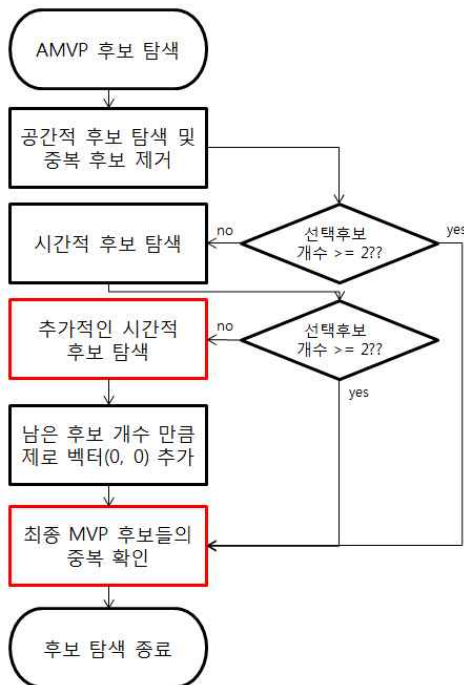 AMVP 후보 탐색
공간적 후보 탐색 및
중복 후보 제거
선택후보
개수 >= 2??
no
yes
시간적 후보 탐색
선택후보
개수 >= 2??
no
yes
추가적인 시간적
후보 탐색
남은 후보 개수 만큼
제로 벡터(0, 0) 추가
최종 MVP 후보들의
중복 확인
후보 탐색 종료